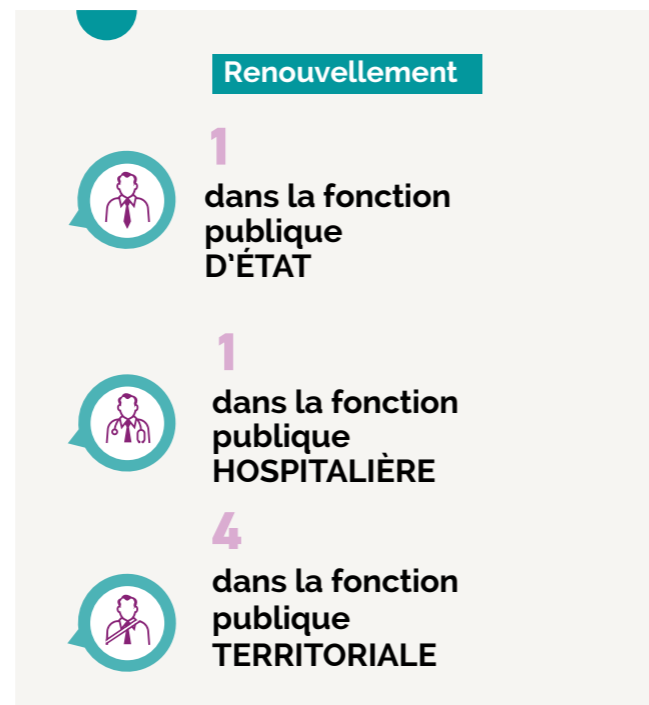 Renouvellement
1
dans la fonction
publique
D'ÉTAT
1
dans la fonction
publique
HOSPITALIÈRE
4
dans la fonction
publique
TERRITORIALE